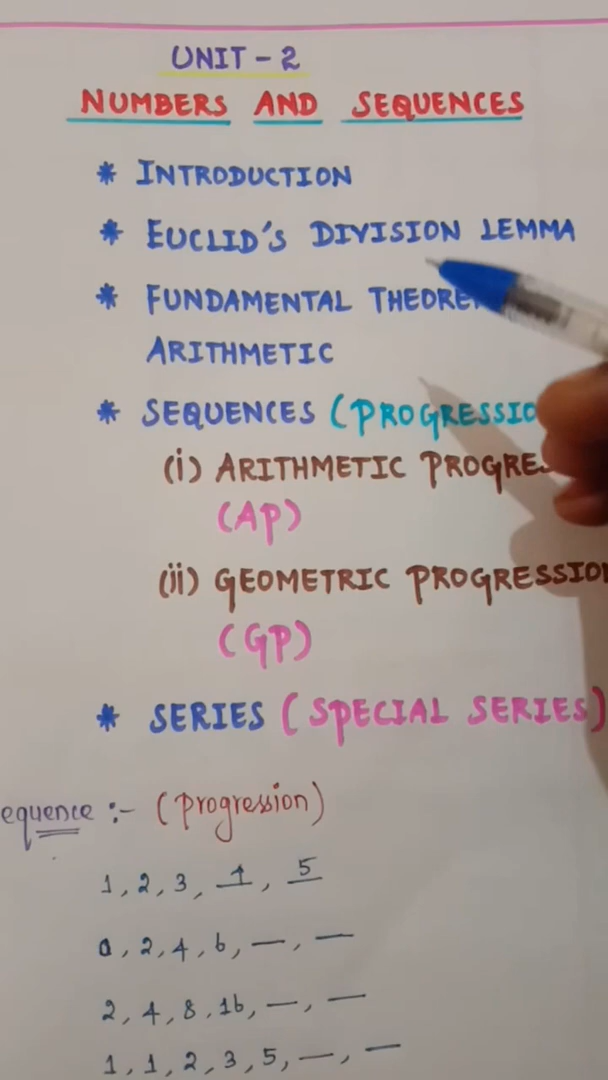 UNIT - 2
NUMBERS AND SEQUENCES
* INTRODUCTION
* EUCLID'S DIVISION LEMMA
* FUNDAMENTAL
ARITHMETIC
* SEQUENCES
(i) ARITHMETIC
(AP)
(ii) GEOMETRIC PROGRESSION
(GP)
* SERIES (SPECIAL SERIES)
equence :- (Progression)
1, 2, 3, 4, 5
0, 2, 4, 6, —, —
2, 4, 8, 16, —, —
1, 1, 2, 3, 5, —, —